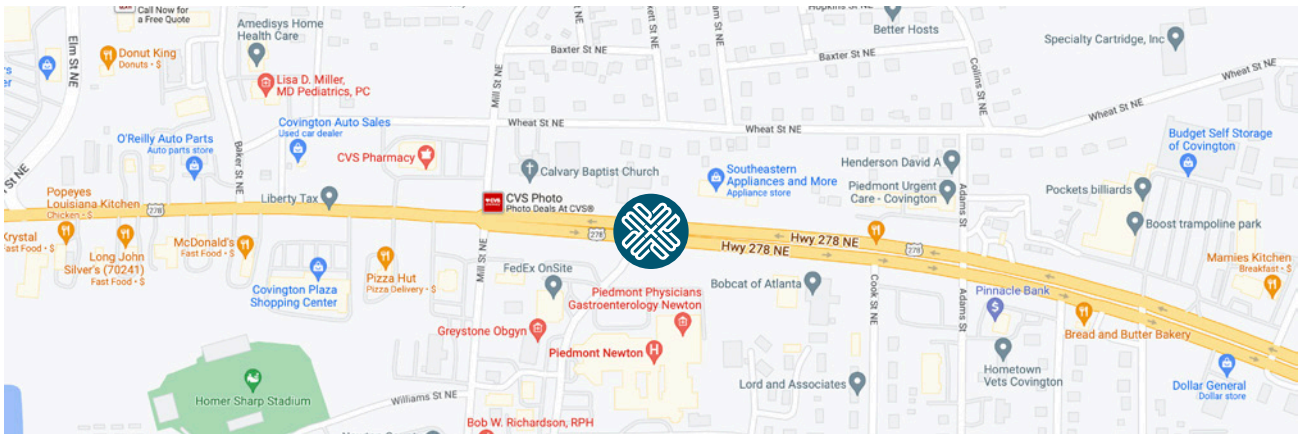 Call Now for
a Free Quote
Amedisys Home
Health Care
Better Hosts
Specialty Cartridge, Inc
Elm St NE
Donut King
Donuts • $
Lisa D. Miller,
MD Pediatrics, PC
Mill St NE
Baxter St NE
Baxter St NE
Collins St NE
Wheat St NE
Wheat St NE
Wheat St NE
Wheat St NE
O'Reilly Auto Parts
Auto parts store
Covington Auto Sales
Used car dealer
CVS Pharmacy
Baker St NE
Calvary Baptist Church
Southeastern
Appliances and More
Appliance store
Henderson David A
Piedmont Urgent
Care - Covington
Adams St
Pockets billiards
Boost trampoline park
Budget Self Storage
of Covington
Popeyes
Louisiana Kitchen
Chicken • $
278
Liberty Tax
CVS Photo
Photo Deals At CVS®
278
Hwy 278 NE
Hwy 278 NE
278
Krystal
Fast Food • $
Long John
Silver's (70241)
Fast Food • $
McDonald's
Fast Food • $
Covington Plaza
Shopping Center
Pizza Hut
Pizza Delivery • $
Mill St NE
FedEx OnSite
Greystone Obgyn
Piedmont Physicians
Gastroenterology Newton
Piedmont Newton
Bobcat of Atlanta
Cook St NE
Adams St
Pinnacle Bank
Bread and Butter Bakery
Mamies Kitchen
Breakfast • $
Hometown
Vets Covington
Dollar General
Dollar store
Lord and Associates
Homer Sharp Stadium
Williams St NE
Bob W. Richardson, RPH